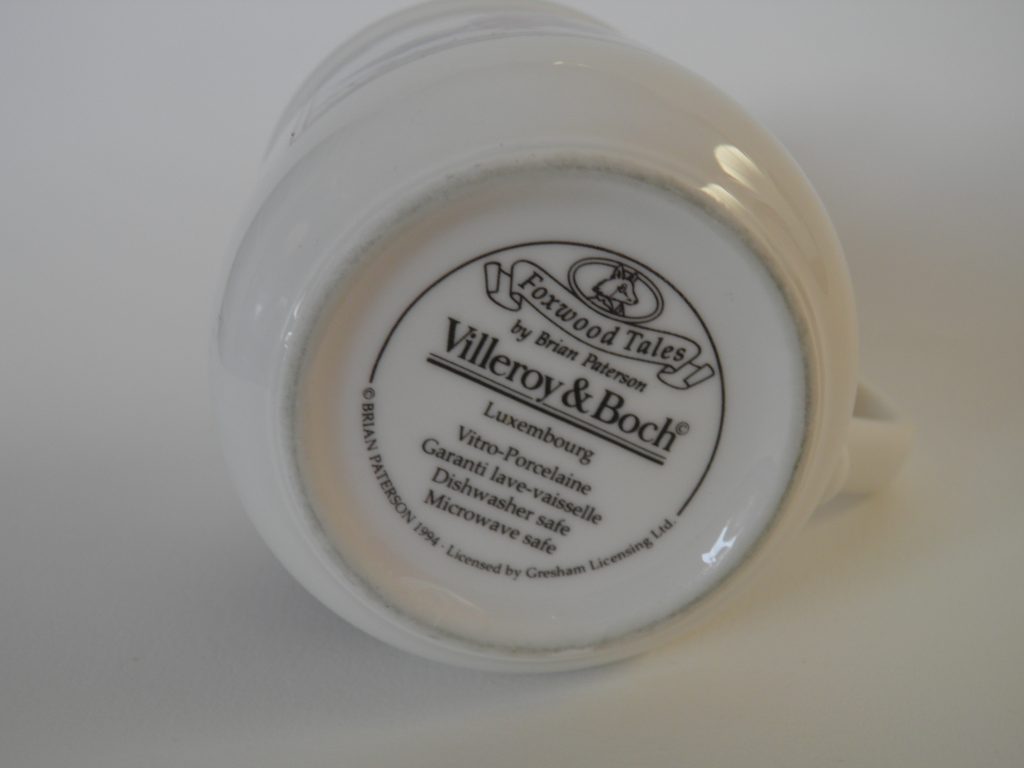 Foxwood Tales
by Brian Paterson
Villeroy & Boch©
Luxembourg
Vitro-Porcelaine
Garanti lave-vaisselle
Dishwasher safe
Microwave safe
© BRIAN PATERSON 1994 · Licensed by Gresham Licensing Ltd.